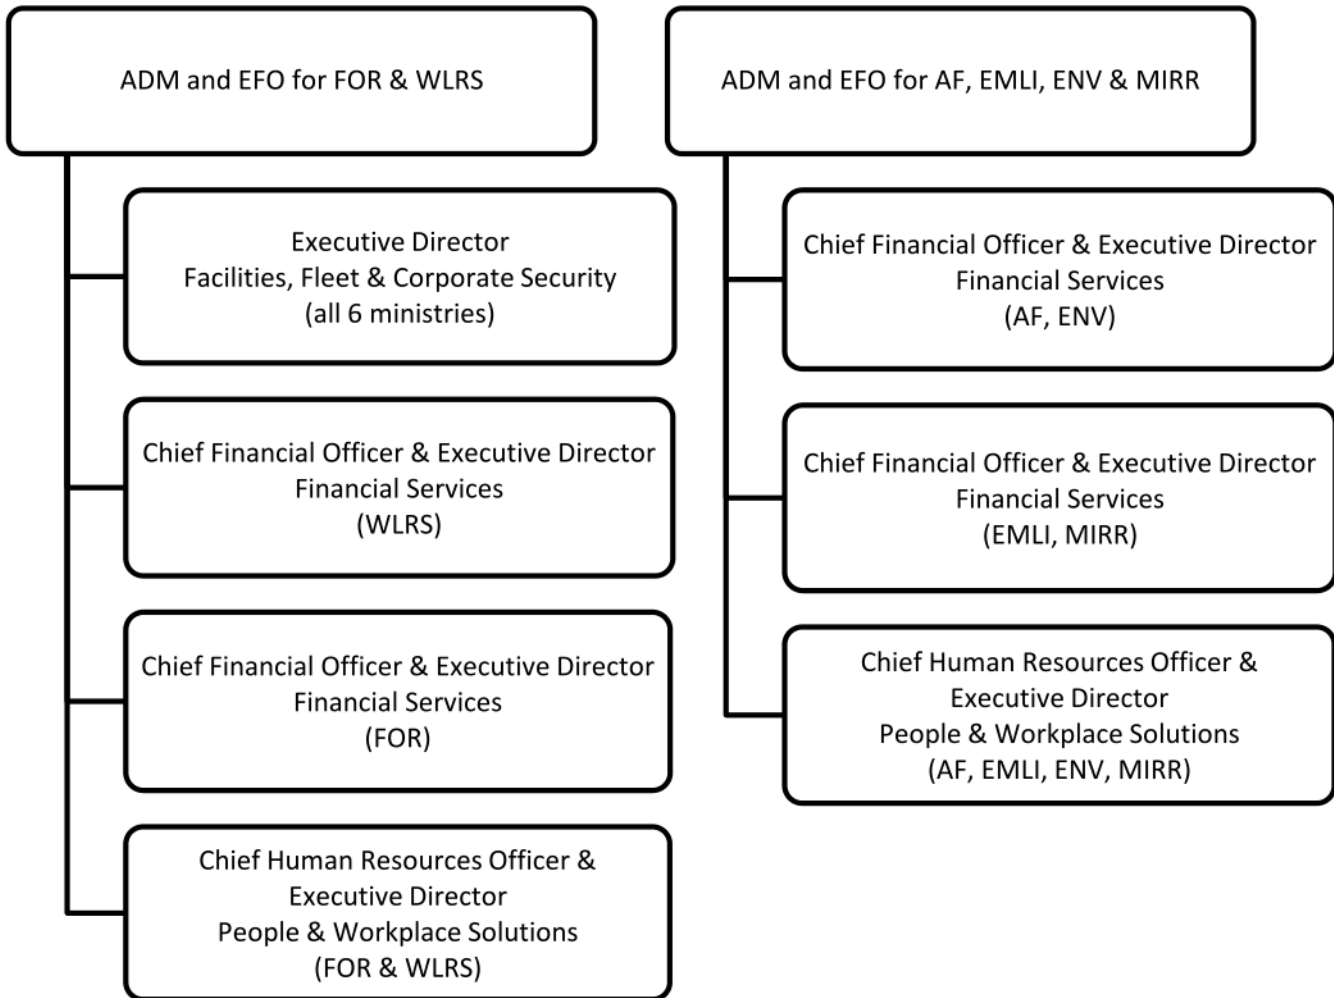 ADM and EFO for FOR & WLRS
Executive Director
Facilities, Fleet & Corporate Security
(all 6 ministries)
Chief Financial Officer & Executive Director
Financial Services
(WLRS)
Chief Financial Officer & Executive Director
Financial Services
(FOR)
Chief Human Resources Officer &
Executive Director
People & Workplace Solutions
(FOR & WLRS)
ADM and EFO for AF, EMLI, ENV & MIRR
Chief Financial Officer & Executive Director
Financial Services
(AF, ENV)
Chief Financial Officer & Executive Director
Financial Services
(EMLI, MIRR)
Chief Human Resources Officer &
Executive Director
People & Workplace Solutions
(AF, EMLI, ENV, MIRR)